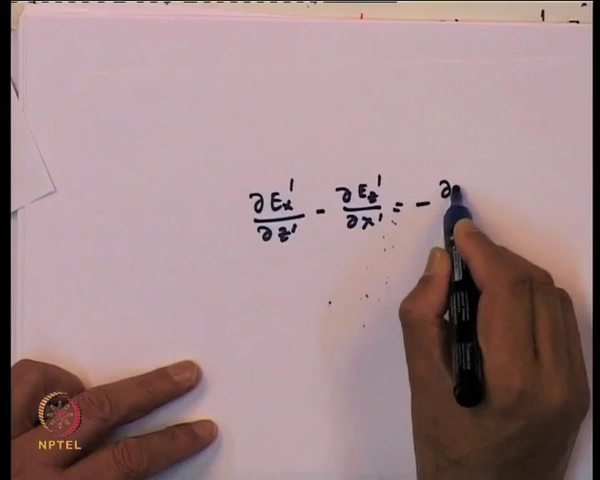 ∂Ex'/∂z' - ∂Ez'/∂x' = - ∂
NPTEL